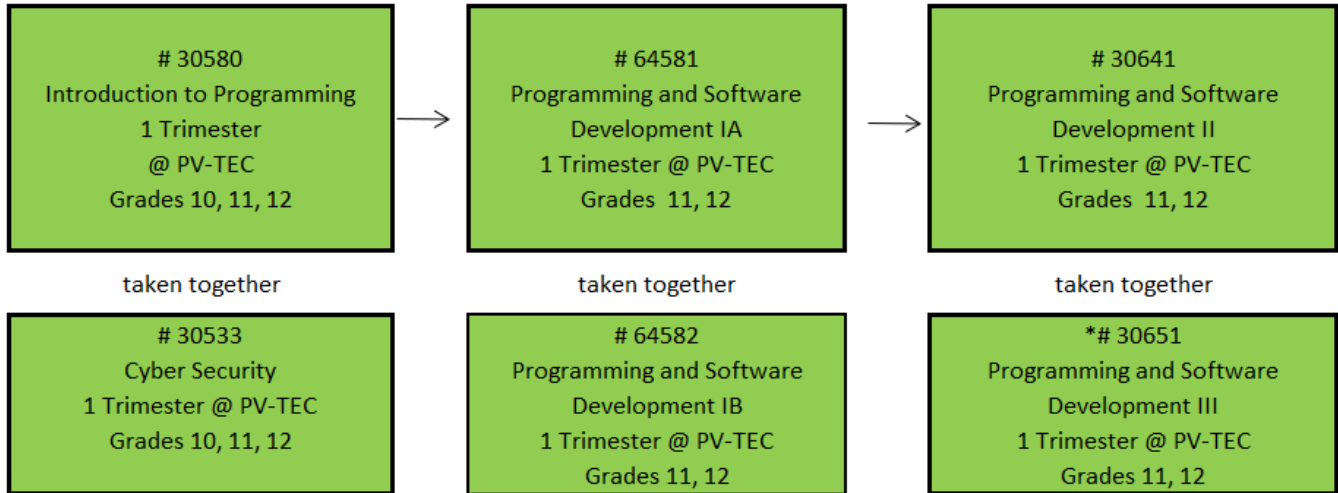 # 30580
Introduction to Programming
1 Trimester
@ PV-TEC
Grades 10, 11, 12
# 64581
Programming and Software
Development IA
1 Trimester @ PV-TEC
Grades 11, 12
# 30641
Programming and Software
Development II
1 Trimester @ PV-TEC
Grades 11, 12
taken together
taken together
taken together
# 30533
Cyber Security
1 Trimester @ PV-TEC
Grades 10, 11, 12
# 64582
Programming and Software
Development IB
1 Trimester @ PV-TEC
Grades 11, 12
*# 30651
Programming and Software
Development III
1 Trimester @ PV-TEC
Grades 11, 12